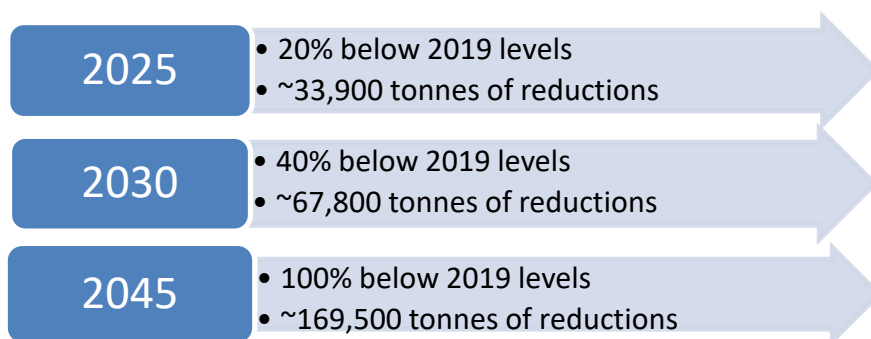 2025
• 20% below 2019 levels
• ~33,900 tonnes of reductions
2030
• 40% below 2019 levels
• ~67,800 tonnes of reductions
2045
• 100% below 2019 levels
• ~169,500 tonnes of reductions